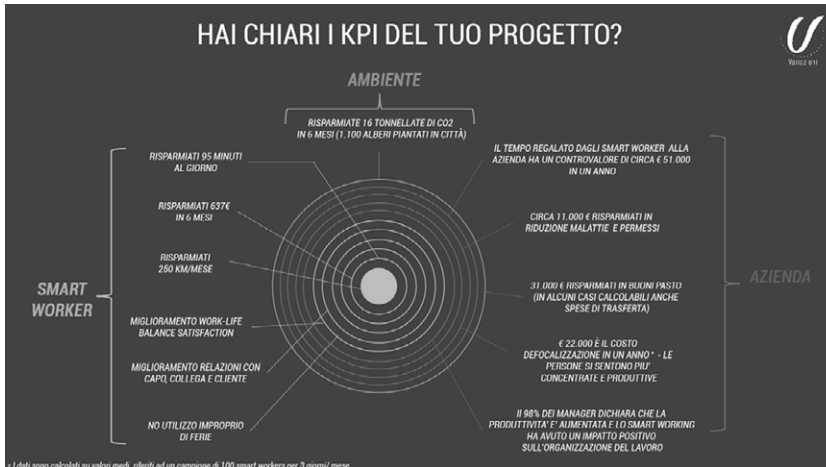 HAI CHIARI I KPI DEL TUO PROGETTO?
Variazioni
AMBIENTE
RISPARMIATE 16 TONNELLATE DI CO2
IN 6 MESI (1.100 ALBERI PIANTATI IN CITTÀ)
SMART
WORKER
RISPARMIATI 95 MINUTI
AL GIORNO
RISPARMIATI 637€
IN 6 MESI
RISPARMIATI
250 KM/MESE
MIGLIORAMENTO WORK-LIFE
BALANCE SATISFACTION
MIGLIORAMENTO RELAZIONI CON
CAPO, COLLEGA E CLIENTE
NO UTILIZZO IMPROPRIO
DI FERIE
IL TEMPO REGALATO DAGLI SMART WORKER ALLA
AZIENDA HA UN CONTROVALORE DI CIRCA € 51.000
IN UN ANNO
CIRCA 11.000 € RISPARMIATI IN
RIDUZIONE MALATTIE E PERMESSI
31.000 € RISPARMIATI IN BUONI PASTO
(IN ALCUNI CASI CALCOLABILI ANCHE
SPESE DI TRASFERTA)
€ 22.000 È IL COSTO
DEFOCALIZZAZIONE IN UN ANNO* - LE
PERSONE SI SENTONO PIU'
CONCENTRATE E PRODUTTIVE
Il 98% DEI MANAGER DICHIARA CHE LA
PRODUTTIVITA' E' AUMENTATA E LO SMART WORKING
HA AVUTO UN IMPATTO POSITIVO
SULL'ORGANIZZAZIONE DEL LAVORO
AZIENDA
* I dati sono calcolati su valori medi, riferiti ad un campione di 100 smart workers per 3 giorni/ mese